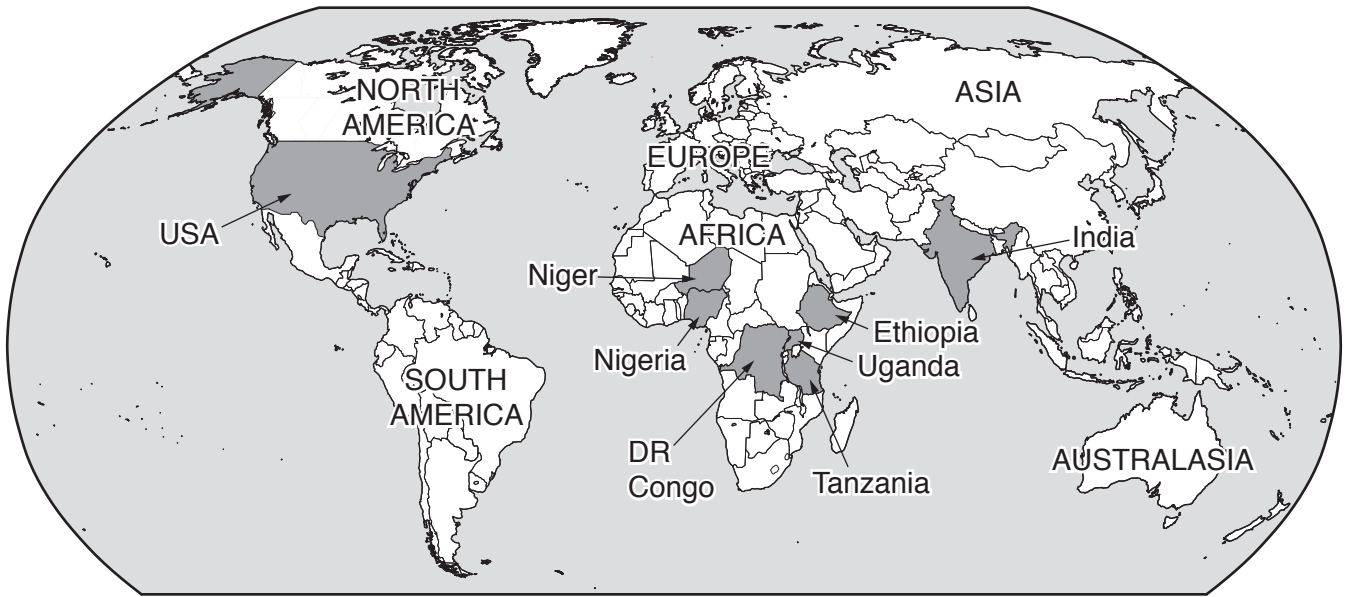 NORTH
AMERICA
ASIA
EUROPE
USA
AFRICA
India
Niger
Ethiopia
Nigeria
Uganda
SOUTH
AMERICA
DR
Congo
Tanzania
AUSTRALASIA